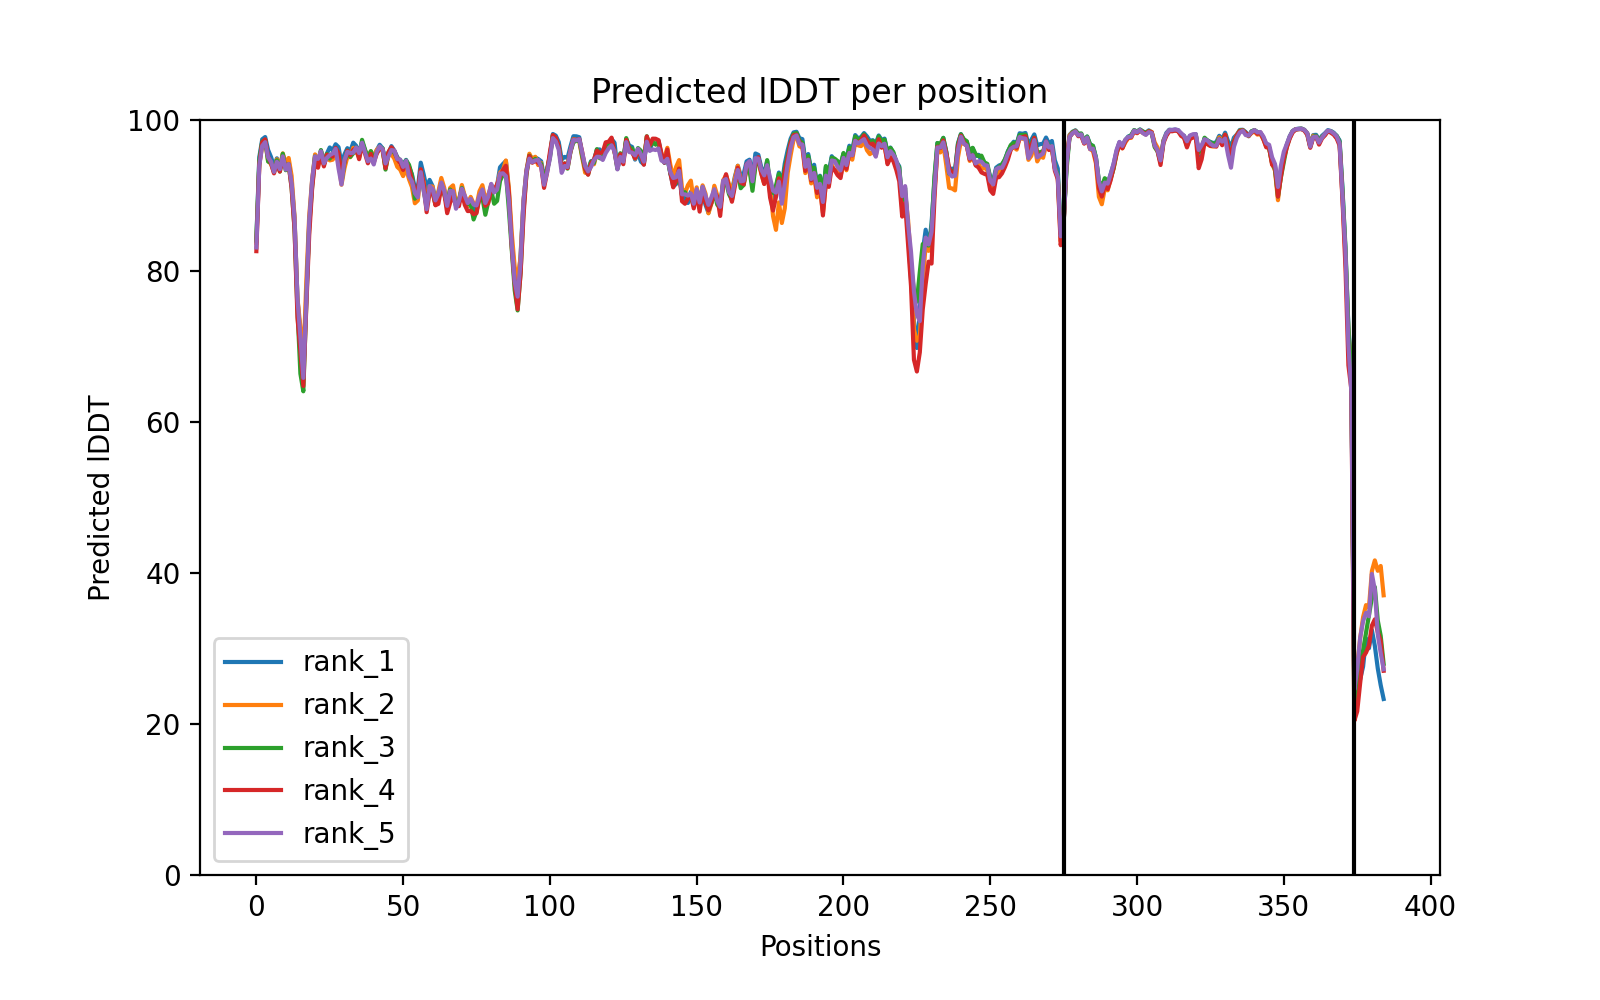 Predicted lDDT per position
100
80
60
40
20
0
Predicted lDDT
rank_1
rank_2
rank_3
rank_4
rank_5
0 50 100 150 200 250 300 350 400
Positions